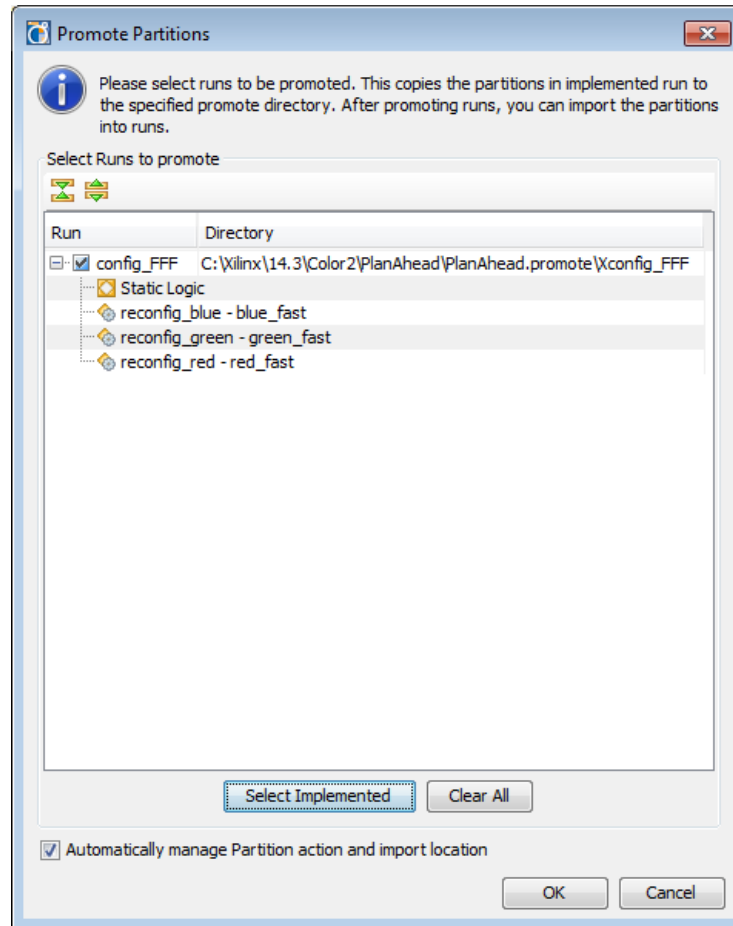 Promote Partitions
Please select runs to be promoted. This copies the partitions in implemented run to
the specified promote directory. After promoting runs, you can import the partitions
into runs.
Select Runs to promote
Run Directory
config_FFF C:\Xilinx\14.3\Color2\PlanAhead\PlanAhead.promote\Xconfig_FFF
Static Logic
reconfig_blue - blue_fast
reconfig_green - green_fast
reconfig_red - red_fast
Select Implemented Clear All
Automatically manage Partition action and import location
OK Cancel